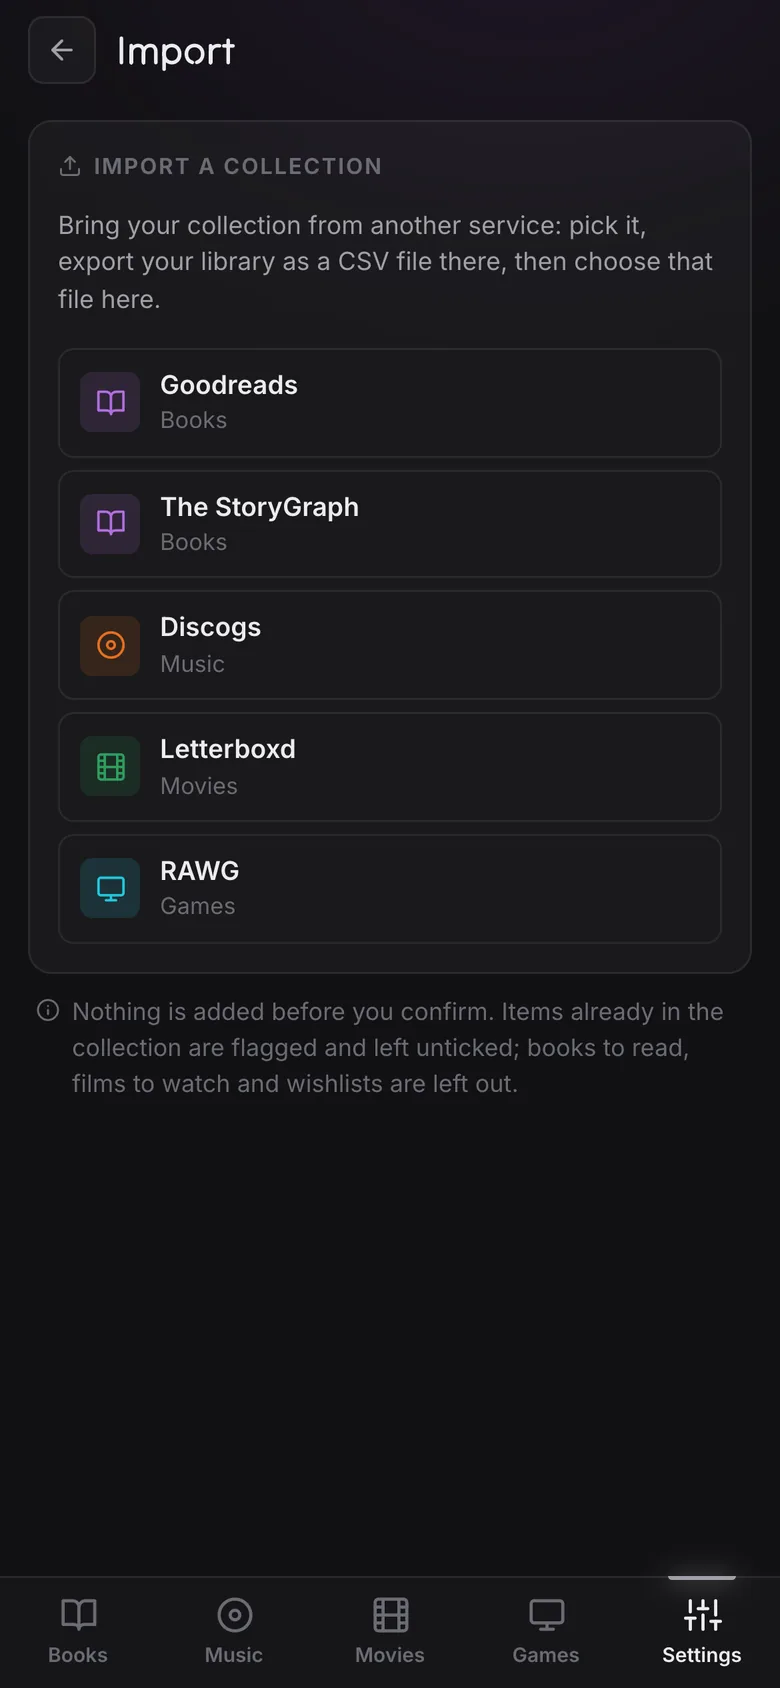 Import
IMPORT A COLLECTION
Bring your collection from another service: pick it,
export your library as a CSV file there, then choose that
file here.
Goodreads
Books
The StoryGraph
Books
Discogs
Music
Letterboxd
Movies
RAWG
Games
Nothing is added before you confirm. Items already in the
collection are flagged and left unticked; books to read,
films to watch and wishlists are left out.
Books
Music
Movies
Games
Settings